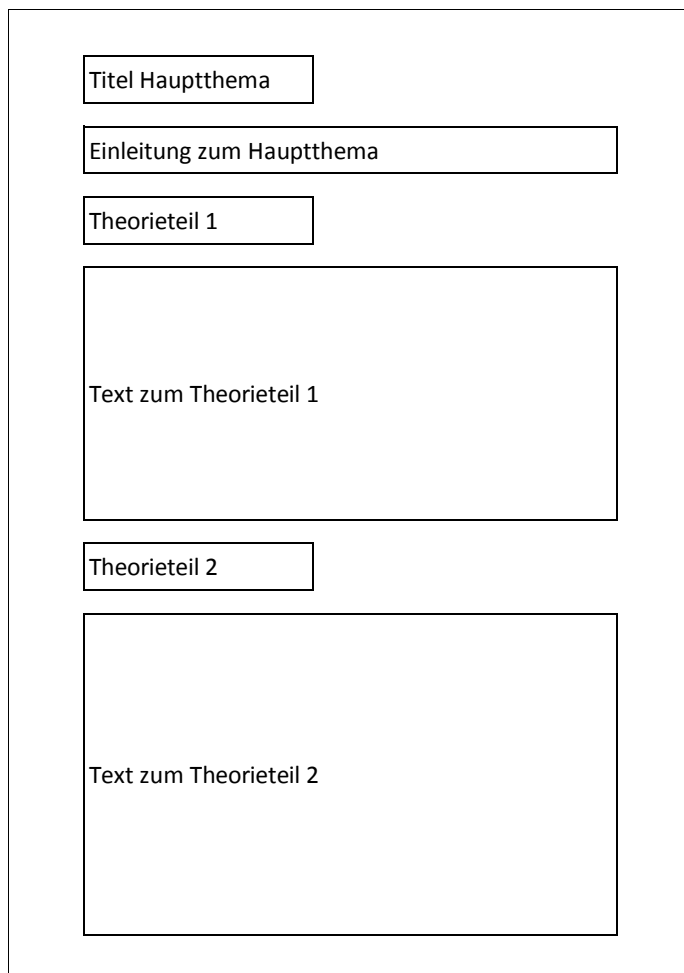 Titel Hauptthema
Einleitung zum Hauptthema
Theorieteil 1
Text zum Theorieteil 1
Theorieteil 2
Text zum Theorieteil 2